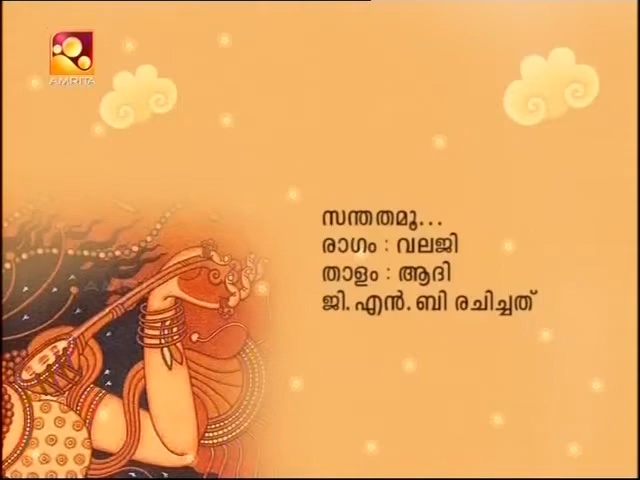 AMRITA
സന്തതമൂ...
രാഗം : വലജി
താളം : ആദി
ജി. എൻ. ബി രചിച്ചത്